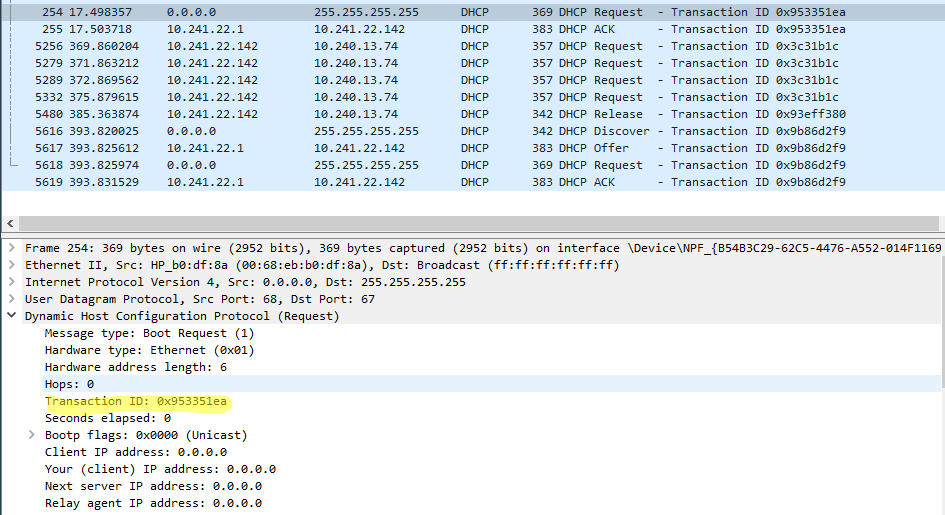 254 17.498357 0.0.0.0 255.255.255.255 DHCP 369 DHCP Request - Transaction ID 0x953351ea
255 17.503718 10.241.22.1 10.241.22.142 DHCP 383 DHCP ACK - Transaction ID 0x953351ea
5256 369.860204 10.241.22.142 10.240.13.74 DHCP 357 DHCP Request - Transaction ID 0x3c31b1c
5279 371.863212 10.241.22.142 10.240.13.74 DHCP 357 DHCP Request - Transaction ID 0x3c31b1c
5289 372.869562 10.241.22.142 10.240.13.74 DHCP 357 DHCP Request - Transaction ID 0x3c31b1c
5332 375.879615 10.241.22.142 10.240.13.74 DHCP 357 DHCP Request - Transaction ID 0x3c31b1c
5480 385.363874 10.241.22.142 10.240.13.74 DHCP 342 DHCP Release - Transaction ID 0x93eff380
5616 393.820025 0.0.0.0 255.255.255.255 DHCP 342 DHCP Discover - Transaction ID 0x9b86d2f9
5617 393.825612 10.241.22.1 10.241.22.142 DHCP 383 DHCP Offer - Transaction ID 0x9b86d2f9
5618 393.825974 0.0.0.0 255.255.255.255 DHCP 369 DHCP Request - Transaction ID 0x9b86d2f9
5619 393.831529 10.241.22.1 10.241.22.142 DHCP 383 DHCP ACK - Transaction ID 0x9b86d2f9
Frame 254: 369 bytes on wire (2952 bits), 369 bytes captured (2952 bits) on interface \Device\NPF_{B54B3C29-62C5-4476-A552-014F1169
Ethernet II, Src: HP_b0:df:8a (00:68:eb:b0:df:8a), Dst: Broadcast (ff:ff:ff:ff:ff:ff)
Internet Protocol Version 4, Src: 0.0.0.0, Dst: 255.255.255.255
User Datagram Protocol, Src Port: 68, Dst Port: 67
Dynamic Host Configuration Protocol (Request)
Message type: Boot Request (1)
Hardware type: Ethernet (0x01)
Hardware address length: 6
Hops: 0
Transaction ID: 0x953351ea
Seconds elapsed: 0
Bootp flags: 0x0000 (Unicast)
Client IP address: 0.0.0.0
Your (client) IP address: 0.0.0.0
Next server IP address: 0.0.0.0
Relay agent IP address: 0.0.0.0